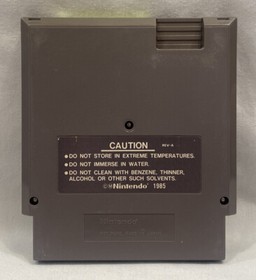 CAUTION REV-A
• DO NOT STORE IN EXTREME TEMPERATURES.
• DO NOT IMMERSE IN WATER.
• DO NOT CLEAN WITH BENZENE, THINNER,
ALCOHOL OR OTHER SUCH SOLVENTS.
©®Nintendo 1985